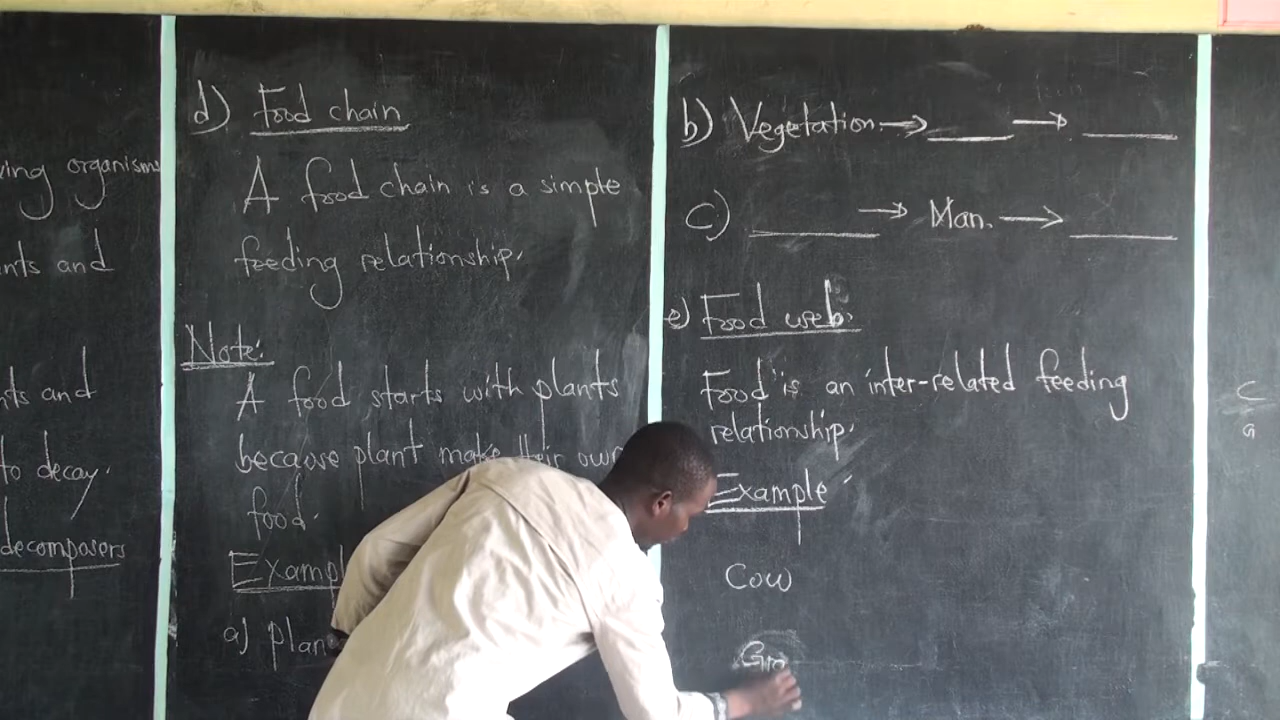 ving organisms
nts and
nts and
to decay.
decomposers
d) Food chain
A food chain is a simple
feeding relationship.
Note:
A food starts with plants
because plant make their own
food.
Exampl
a) plan
b) Vegetation → ____ → ____
c) ____ → Man. → ____
e) Food web.
Food is an inter-related feeding
relationship.
Example
Cow
Gra
C
G